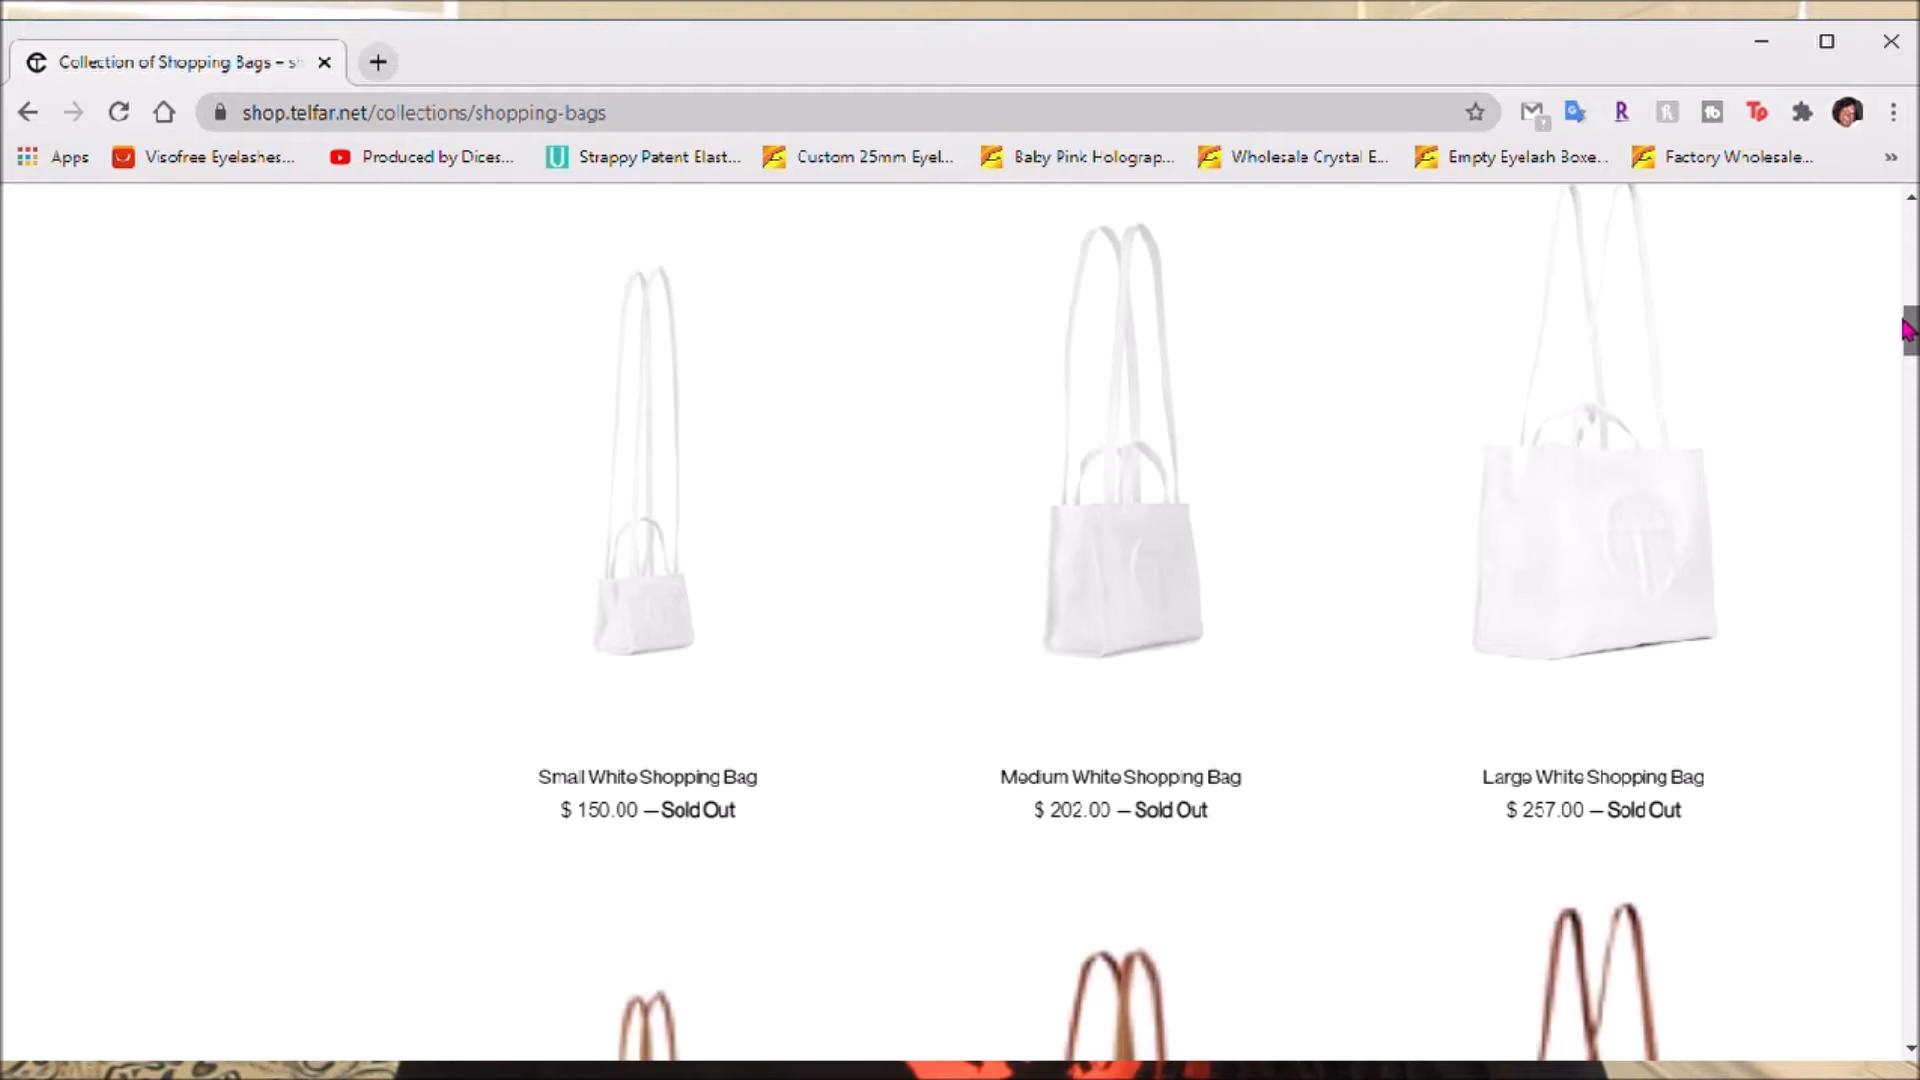 Collection of Shopping Bags – sh
shop.telfar.net/collections/shopping-bags
Apps
Visofree Eyelashes...
Produced by Dices...
Strappy Patent Elast...
Custom 25mm Eyel...
Baby Pink Holograp...
Wholesale Crystal E...
Empty Eyelash Boxe...
Factory Wholesale...
Small White Shopping Bag
$ 150.00 — Sold Out
Medium White Shopping Bag
$ 202.00 — Sold Out
Large White Shopping Bag
$ 257.00 — Sold Out